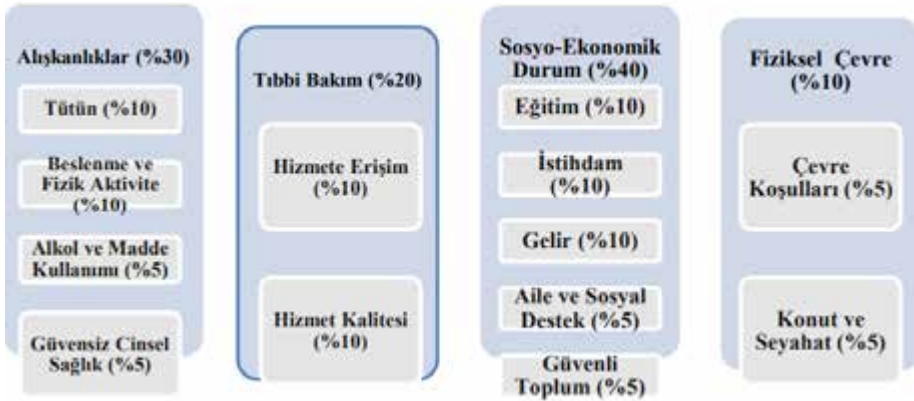 Alışkanlıklar (%30)
Tütün (%10)
Beslenme ve
Fizik Aktivite
(%10)
Alkol ve Madde
Kullanımı (%5)
Güvensiz Cinsel
Sağlık (%5)
Tıbbi Bakım (%20)
Hizmete Erişim
(%10)
Hizmet Kalitesi
(%10)
Sosyo-Ekonomik
Durum (%40)
Eğitim (%10)
İstihdam
(%10)
Gelir (%10)
Aile ve Sosyal
Destek (%5)
Güvenli
Toplum (%5)
Fiziksel Çevre
(%10)
Çevre
Koşulları (%5)
Konut ve
Seyahat (%5)